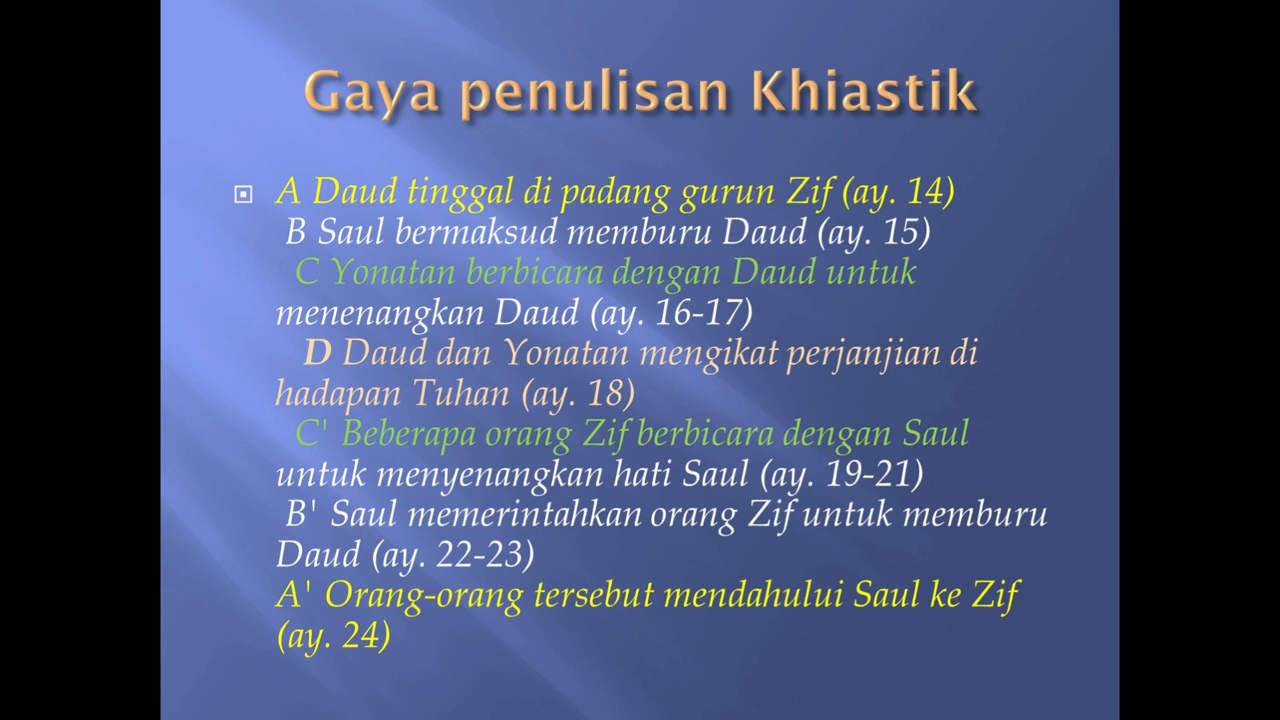 Gaya penulisan Khiastik
A Daud tinggal di padang gurun Zif (ay. 14)
B Saul bermaksud memburu Daud (ay. 15)
C Yonatan berbicara dengan Daud untuk
menenangkan Daud (ay. 16-17)
D Daud dan Yonatan mengikat perjanjian di
hadapan Tuhan (ay. 18)
C' Beberapa orang Zif berbicara dengan Saul
untuk menyenangkan hati Saul (ay. 19-21)
B' Saul memerintahkan orang Zif untuk memburu
Daud (ay. 22-23)
A' Orang-orang tersebut mendahului Saul ke Zif
(ay. 24)